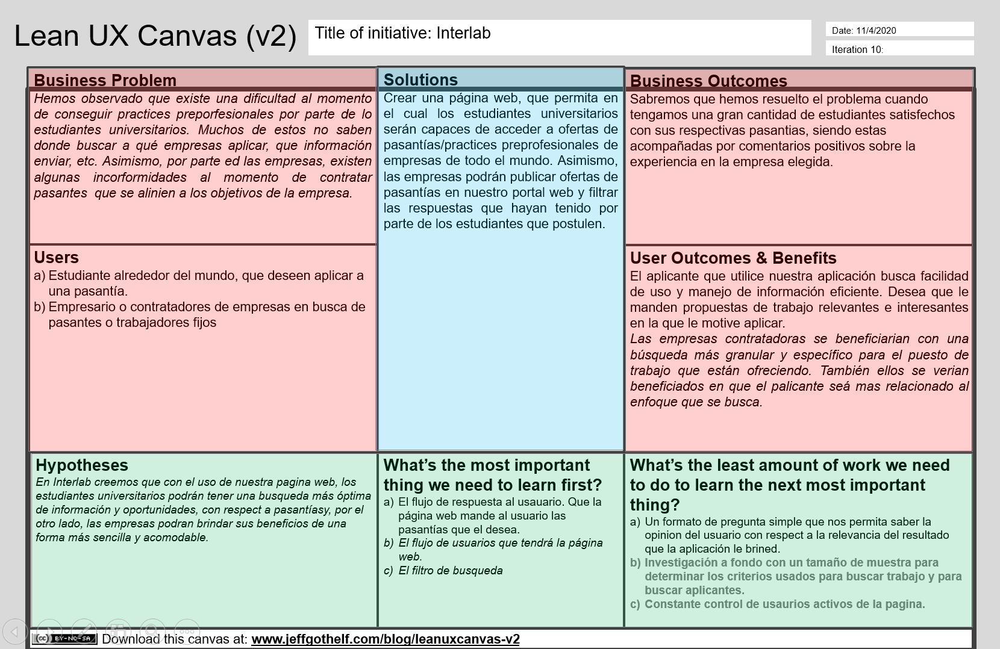 Lean UX Canvas (v2)
Title of initiative: Interlab
Date: 11/4/2020
Iteration 10:
Business Problem
Hemos observado que existe una dificultad al momento
de conseguir practices preporfesionales por parte de lo
estudiantes universitarios. Muchos de estos no saben
donde buscar a qué empresas aplicar, que información
enviar, etc. Asimismo, por parte ed las empresas, existen
algunas incorformidades al momento de contratar
pasantes que se alinien a los objetivos de la empresa.
Solutions
Crear una página web, que permita en
el cual los estudiantes universitarios
serán capaces de acceder a ofertas de
pasantías/practices preprofesionales de
empresas de todo el mundo. Asimismo,
las empresas podrán publicar ofertas de
pasantías en nuestro portal web y filtrar
las respuestas que hayan tenido por
parte de los estudiantes que postulen.
Business Outcomes
Sabremos que hemos resuelto el problema cuando
tengamos una gran cantidad de estudiantes satisfechos
con sus respectivas pasantias, siendo estas
acompañadas por comentarios positivos sobre la
experiencia en la empresa elegida.
Users
a) Estudiante alrededor del mundo, que deseen aplicar a
una pasantía.
b) Empresario o contratadores de empresas en busca de
pasantes o trabajadores fijos
User Outcomes & Benefits
El aplicante que utilice nuestra aplicación busca facilidad
de uso y manejo de información eficiente. Desea que le
manden propuestas de trabajo relevantes e interesantes
en la que le motive aplicar.
Las empresas contratadoras se beneficiarian con una
búsqueda más granular y específico para el puesto de
trabajo que están ofreciendo. También ellos se verian
beneficiados en que el palicante seá mas relacionado al
enfoque que se busca.
Hypotheses
En Interlab creemos que con el uso de nuestra pagina web, los
estudiantes universitarios podrán tener una busqueda más óptima
de información y oportunidades, con respect a pasantíasy, por el
otro lado, las empresas podran brindar sus beneficios de una
forma más sencilla y acomodable.
What's the most important
thing we need to learn first?
a) El flujo de respuesta al usauario. Que la
página web mande al usuario las
pasantías que el desea.
b) El flujo de usuarios que tendrá la página
web.
c) El filtro de busqueda
What's the least amount of work we need
to do to learn the next most important
thing?
a) Un formato de pregunta simple que nos permita saber la
opinion del usuario con respect a la relevancia del resultado
que la aplicación le brined.
b) Investigación a fondo con un tamaño de muestra para
determinar los criterios usados para buscar trabajo y para
buscar aplicantes.
c) Constante control de usaurios activos de la pagina.
(cc) BY-NC-SA
Download this canvas at: www.jeffgothelf.com/blog/leanuxcanvas-v2